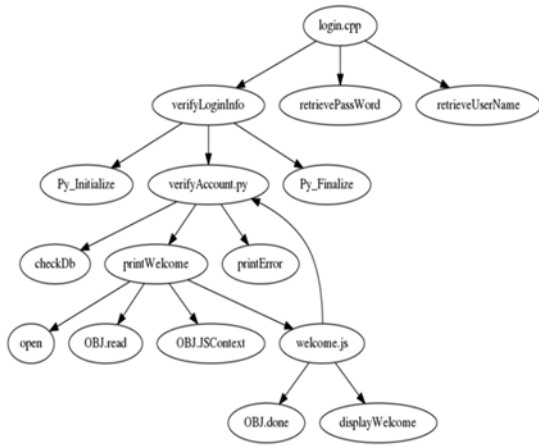 login.cpp
verifyLoginInfo
retrievePassWord
retrieveUserName
Py_Initialize
verifyAccount.py
Py_Finalize
checkDb
printWelcome
printError
open
OBJ.read
OBJ.JSContext
welcome.js
OBJ.done
displayWelcome